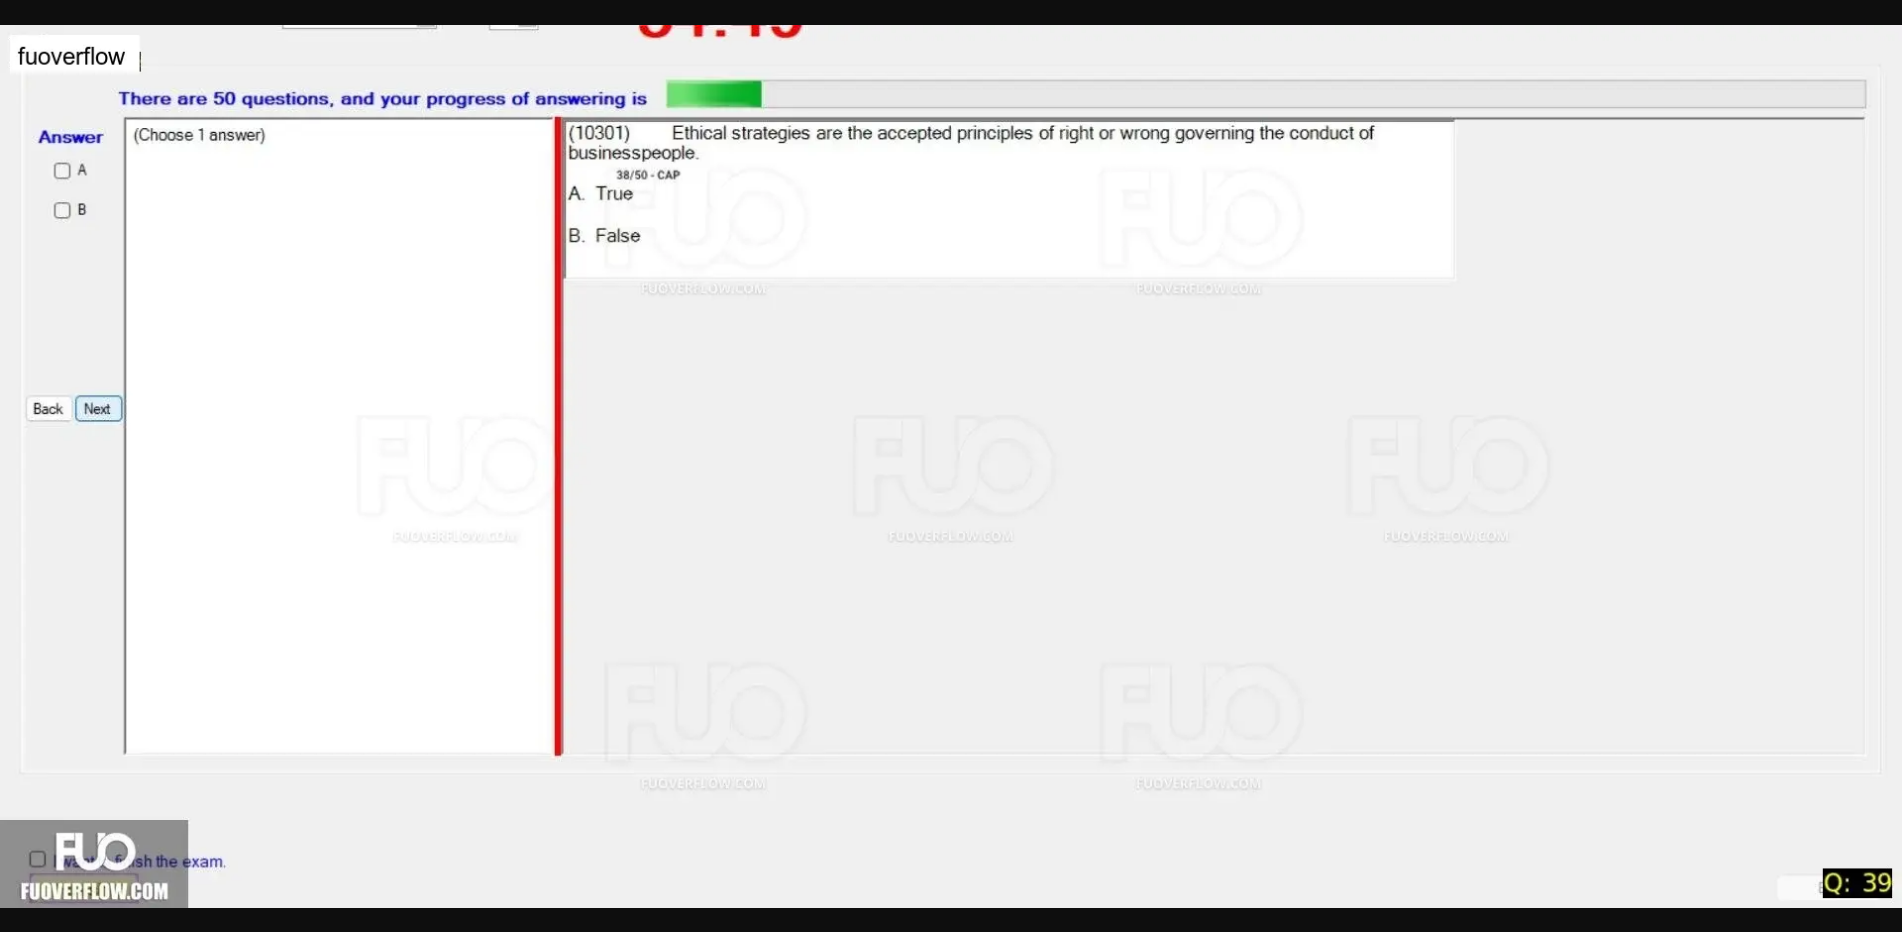 fuoverflow
There are 50 questions, and your progress of answering is
Answer
(Choose 1 answer)
A
B
(10301) Ethical strategies are the accepted principles of right or wrong governing the conduct of
businesspeople.
38/50 - CAP
A. True
B. False
Back Next
FUO
FUOVERFLOW.COM
FUO
FUOVERFLOW.COM
FUO
FUOVERFLOW.COM
FUO
FUOVERFLOW.COM
FUO
FUOVERFLOW.COM
FUO
FUOVERFLOW.COM
FUO
FUOVERFLOW.COM
the exam.
FUO
FUOVERFLOW.COM
Q: 39